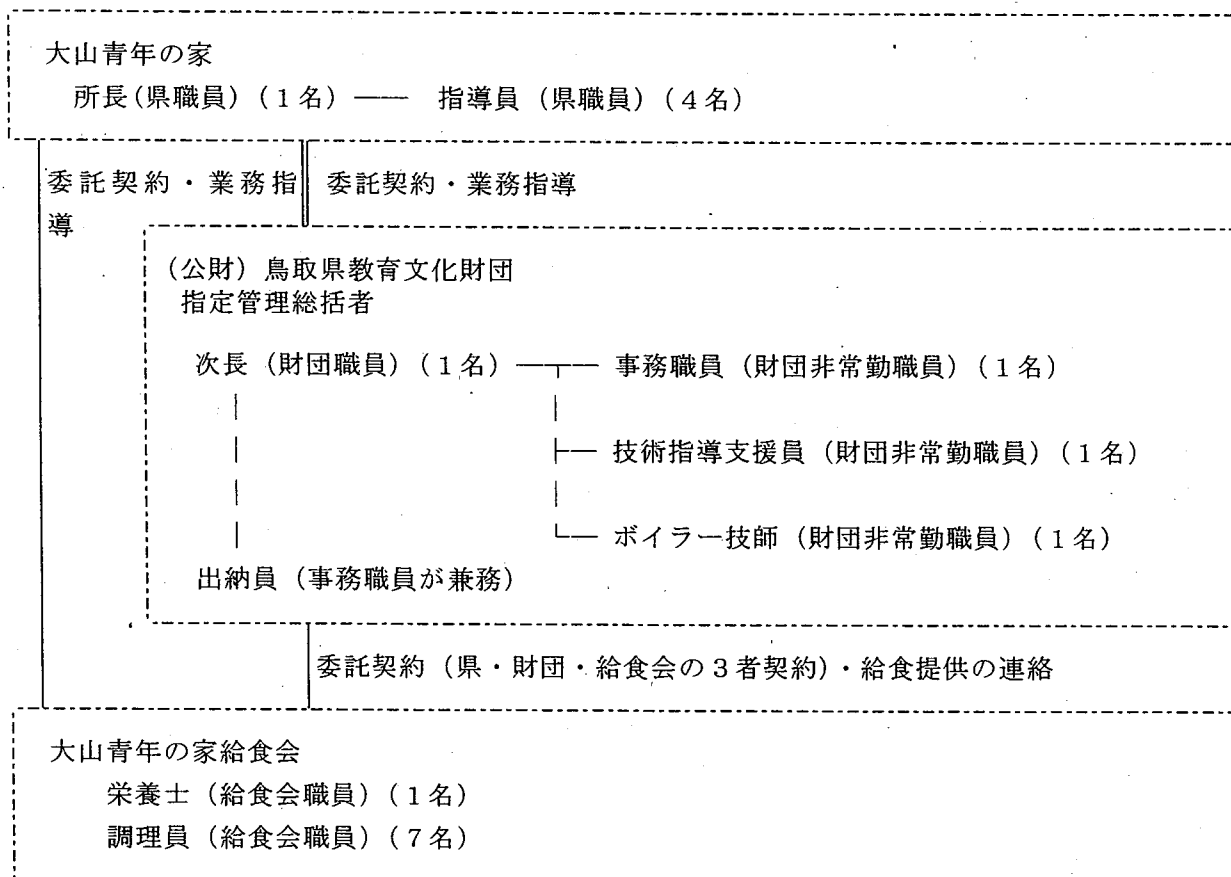 大山青年の家
所長(県職員)(1名)―― 指導員(県職員)(4名)
委託契約・業務指
導
委託契約・業務指導
(公財)鳥取県教育文化財団
指定管理総括者
次長(財団職員)(1名)―┬― 事務職員(財団非常勤職員)(1名)
├― 技術指導支援員(財団非常勤職員)(1名)
└― ボイラー技師(財団非常勤職員)(1名)
出納員(事務職員が兼務)
委託契約(県・財団・給食会の3者契約)・給食提供の連絡
大山青年の家給食会
栄養士(給食会職員)(1名)
調理員(給食会職員)(7名)